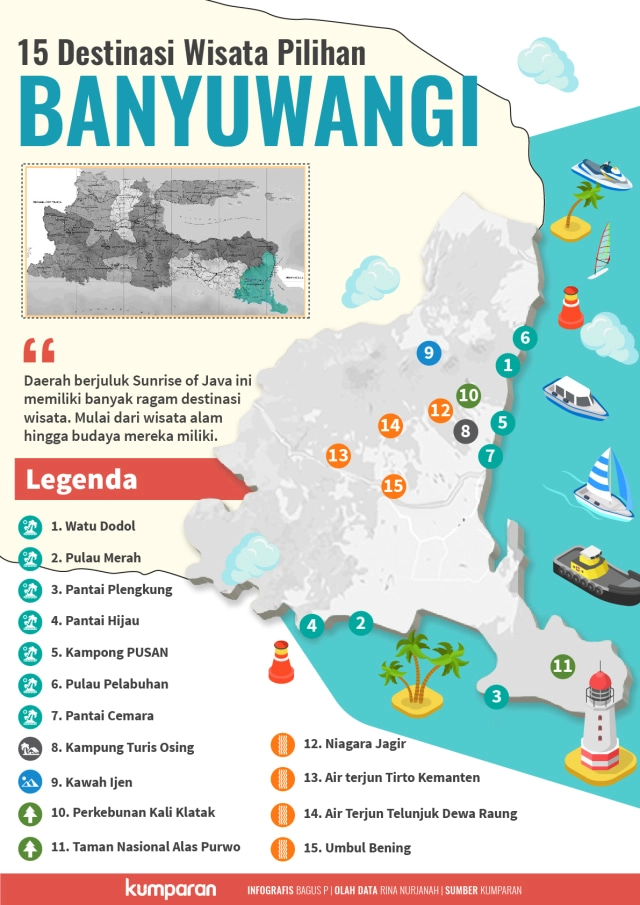 15 Destinasi Wisata Pilihan
BANYUWANGI
Daerah berjuluk Sunrise of Java ini
memiliki banyak ragam destinasi
wisata. Mulai dari wisata alam
hingga budaya mereka miliki.
Legenda
1. Watu Dodol
2. Pulau Merah
3. Pantai Plengkung
4. Pantai Hijau
5. Kampong PUSAN
6. Pulau Pelabuhan
7. Pantai Cemara
8. Kampung Turis Osing
9. Kawah Ijen
10. Perkebunan Kali Klatak
11. Taman Nasional Alas Purwo
12. Niagara Jagir
13. Air terjun Tirto Kemanten
14. Air Terjun Telunjuk Dewa Raung
15. Umbul Bening
6
1
9
10
12
5
14
8
7
13
15
4
2
11
3
kumparan
INFOGRAFIS BAGUS P | OLAH DATA RINA NURJANAH | SUMBER KUMPARAN